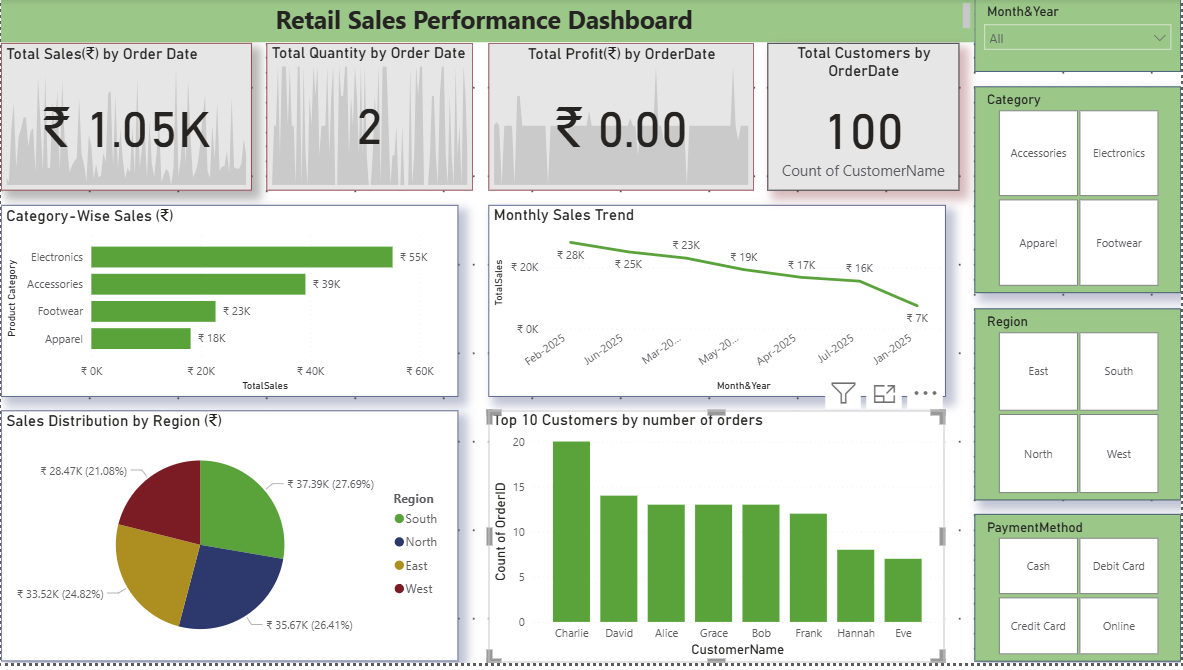 Retail Sales Performance Dashboard
Month&Year
All
Total Sales(₹) by Order Date
₹ 1.05K
Total Quantity by Order Date
2
Total Profit(₹) by OrderDate
₹ 0.00
Total Customers by
OrderDate
100
Count of CustomerName
Category
Accessories
Electronics
Apparel
Footwear
Category-Wise Sales (₹)
Product Category
Electronics
₹ 55K
Accessories
₹ 39K
Footwear
₹ 23K
Apparel
₹ 18K
₹ 0K
₹ 20K
₹ 40K
₹ 60K
TotalSales
Monthly Sales Trend
TotalSales
₹ 20K
₹ 0K
₹ 28K
₹ 25K
₹ 23K
₹ 19K
₹ 17K
₹ 16K
₹ 7K
Feb-2025
Jun-2025
Mar-20...
May-20...
Apr-2025
Jul-2025
Jan-2025
Month&Year
Region
East
South
North
West
Sales Distribution by Region (₹)
₹ 28.47K (21.08%)
₹ 37.39K (27.69%)
₹ 33.52K (24.82%)
₹ 35.67K (26.41%)
Region
South
North
East
West
Top 10 Customers by number of orders
Count of OrderID
20
15
10
5
0
Charlie
David
Alice
Grace
Bob
Frank
Hannah
Eve
CustomerName
PaymentMethod
Cash
Debit Card
Credit Card
Online